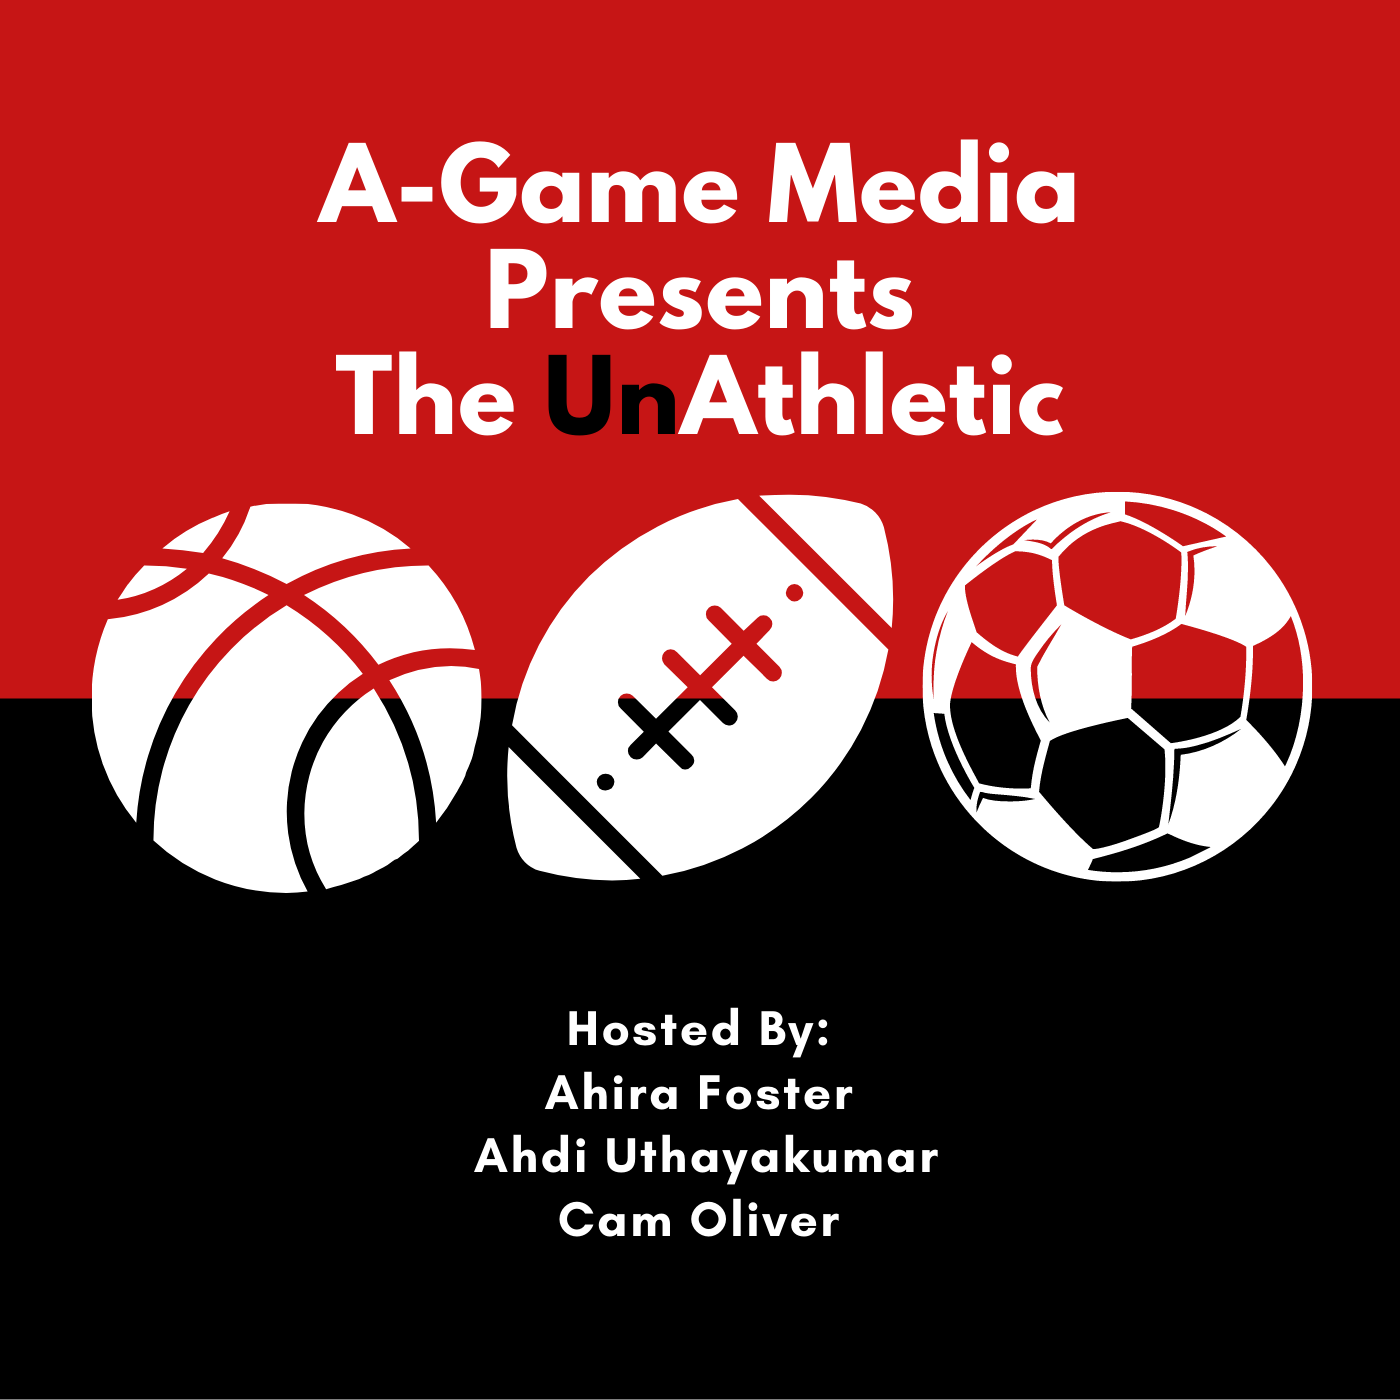 A-Game Media
Presents
The UnAthletic
Hosted By:
Ahira Foster
Ahdi Uthayakumar
Cam Oliver